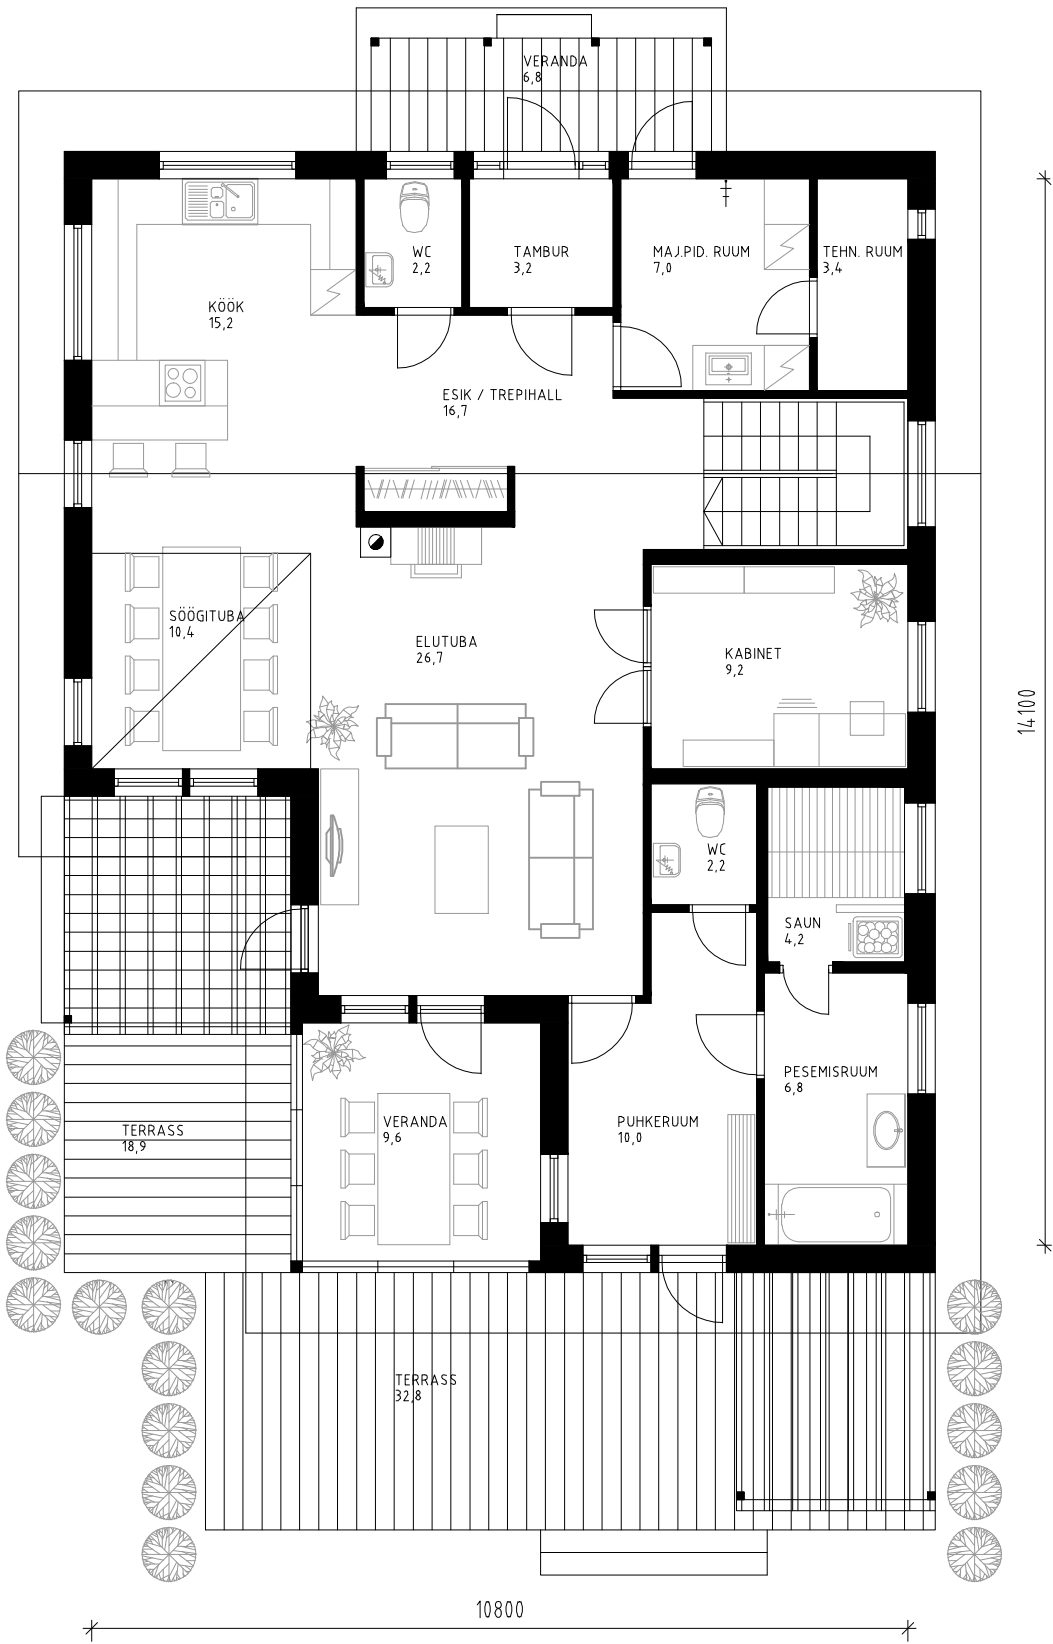 VERANDA
6,8
WC
2,2
TAMBUR
3,2
MAJ.PID. RUUM
7,0
TEHN. RUUM
3,4
KÖÖK
15,2
ESIK / TREPIHALL
16,7
SÖÖGITUBA
10,4
ELUTUBA
26,7
KABINET
9,2
14100
WC
2,2
SAUN
4,2
PESEMISRUUM
6,8
TERRASS
18,9
VERANDA
9,6
PUHKERUUM
10,0
TERRASS
32,8
10800